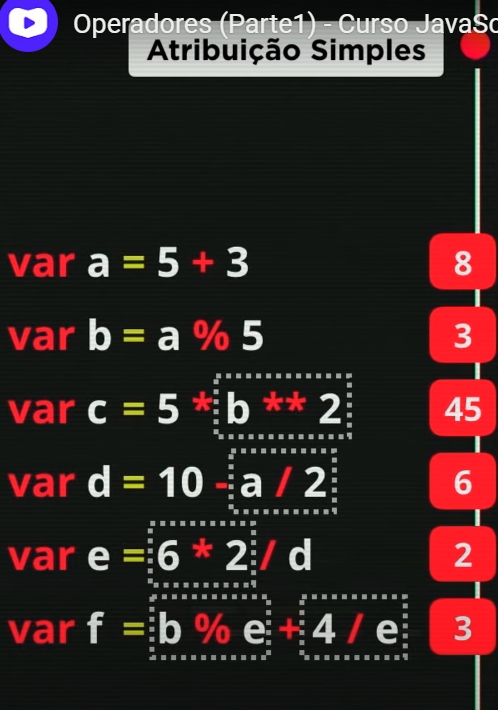 Operadores (Parte1) - Curso JavaSc
Atribuição Simples
var a = 5 + 3 8
var b = a % 5 3
var c = 5 * b ** 2 45
var d = 10 - a / 2 6
var e = 6 * 2 / d 2
var f = b % e + 4 / e 3